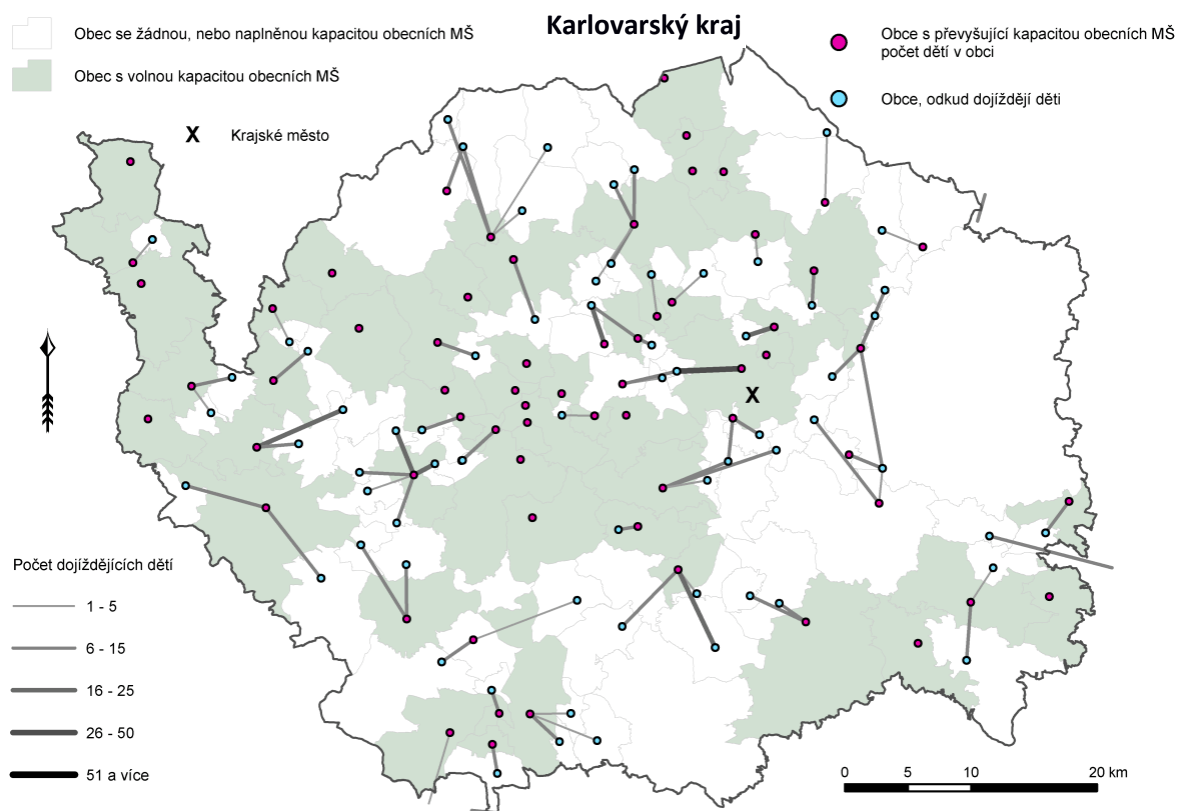 Karlovarský kraj
Obec se žádnou, nebo naplněnou kapacitou obecních MŠ
Obec s volnou kapacitou obecních MŠ
X Krajské město
Obce s převyšující kapacitou obecních MŠ
počet dětí v obci
Obce, odkud dojíždějí děti
X
Počet dojíždějících dětí
1 - 5
6 - 15
16 - 25
26 - 50
51 a více
0 5 10 20 km